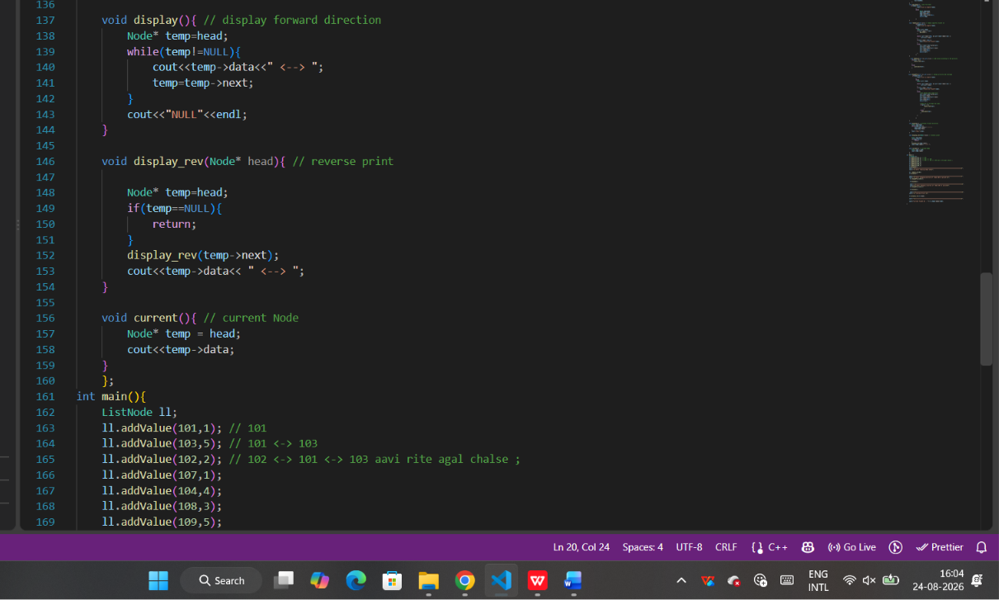 136
137 void display(){ // display forward direction
138 Node* temp=head;
139 while(temp!=NULL){
140 cout<<temp->data<<" <--> ";
141 temp=temp->next;
142 }
143 cout<<"NULL"<<endl;
144 }
145
146 void display_rev(Node* head){ // reverse print
147
148 Node* temp=head;
149 if(temp==NULL){
150 return;
151 }
152 display_rev(temp->next);
153 cout<<temp->data<< " <--> ";
154 }
155
156 void current(){ // current Node
157 Node* temp = head;
158 cout<<temp->data;
159 }
160 };
161 int main(){
162 ListNode ll;
163 ll.addValue(101,1); // 101
164 ll.addValue(103,5); // 101 <-> 103
165 ll.addValue(102,2); // 102 <-> 101 <-> 103 aavi rite agal chalse ;
166 ll.addValue(107,1);
167 ll.addValue(104,4);
168 ll.addValue(108,3);
169 ll.addValue(109,5);
Ln 20, Col 24 Spaces: 4 UTF-8 CRLF {} C++ Go Live Prettier
Search
ENG
INTL
16:04
24-08-2026